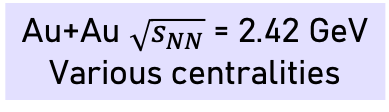 Au+Au √s_NN = 2.42 GeV
Various centralities